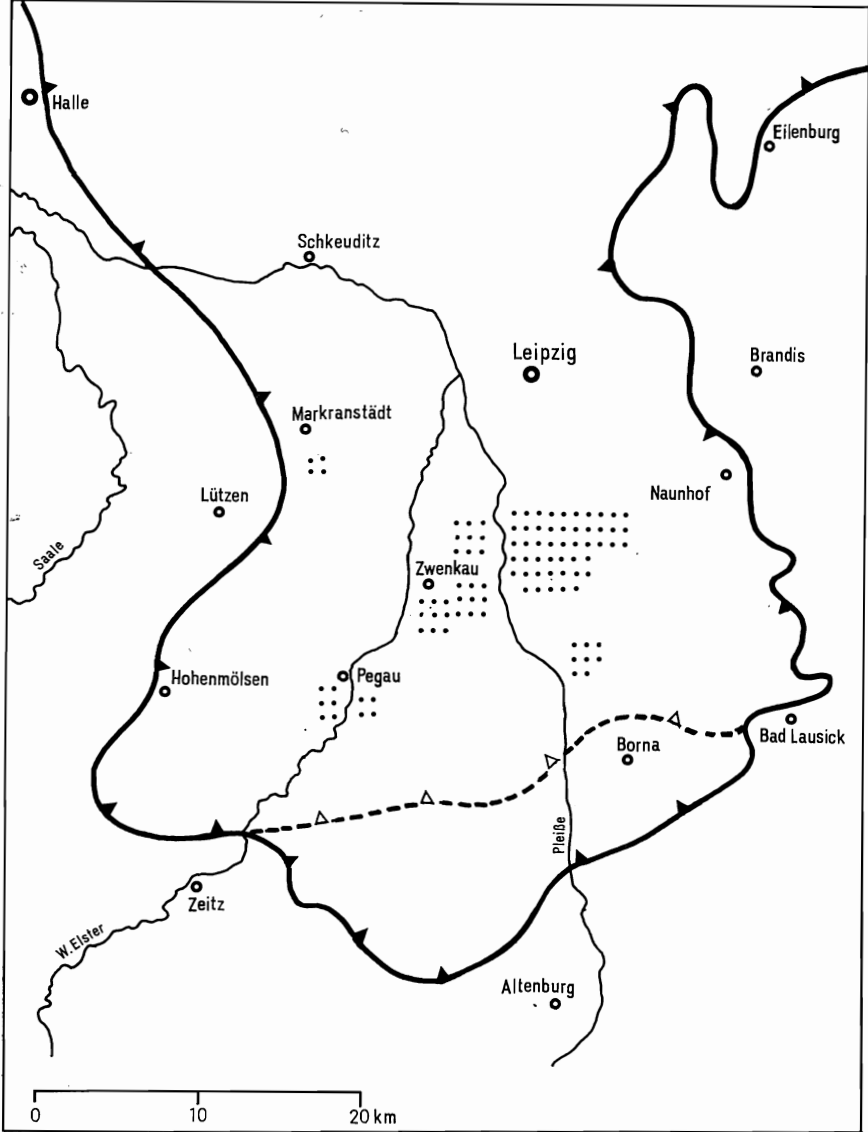 Halle
Eilenburg
Schkeuditz
Leipzig
Brandis
Markranstädt
Lützen
Naunhof
Saale
Zwenkau
Hohenmölsen
Pegau
Bad Lausick
Borna
Pleiße
Zeitz
W. Elster
Altenburg
0 10 20 km